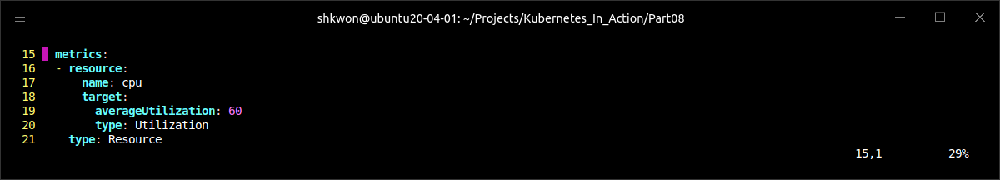 shkwon@ubuntu20-04-01: ~/Projects/Kubernetes_In_Action/Part08
15   metrics:
16   - resource:
17       name: cpu
18       target:
19         averageUtilization: 60
20         type: Utilization
21     type: Resource
15,1          29%